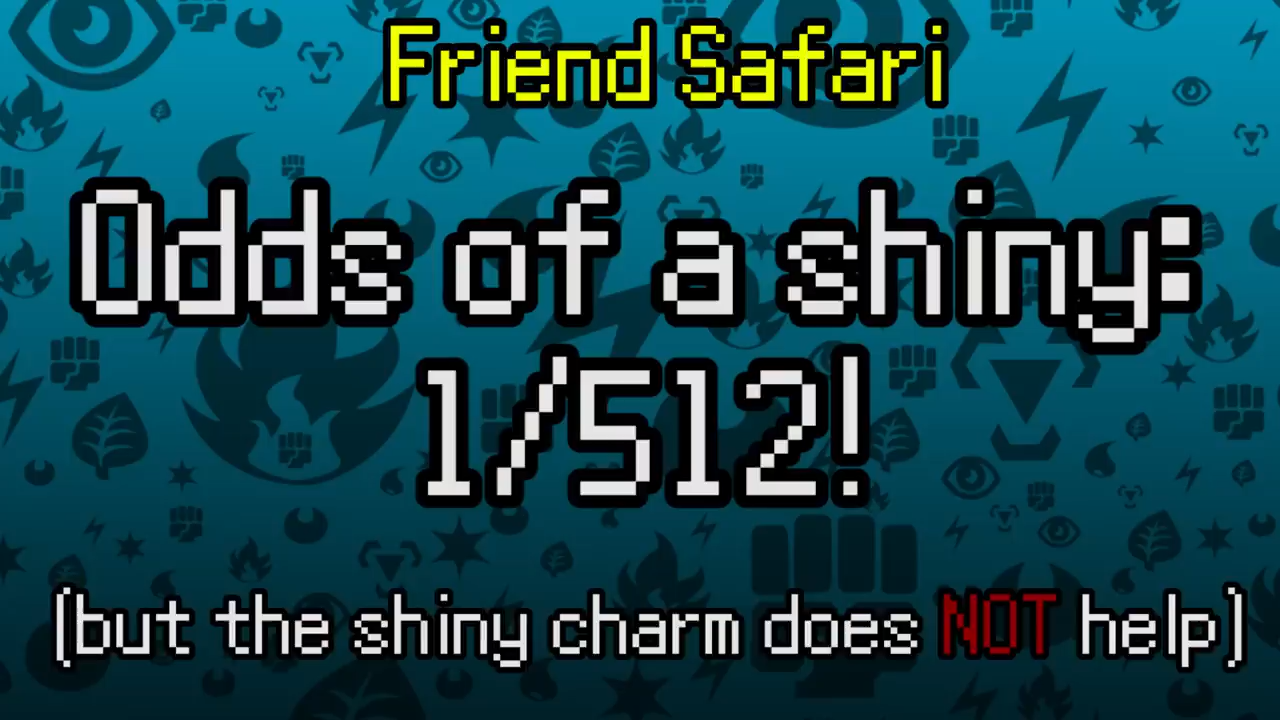 Friend Safari
Odds of a shiny:
1/512!
(but the shiny charm does NOT help)